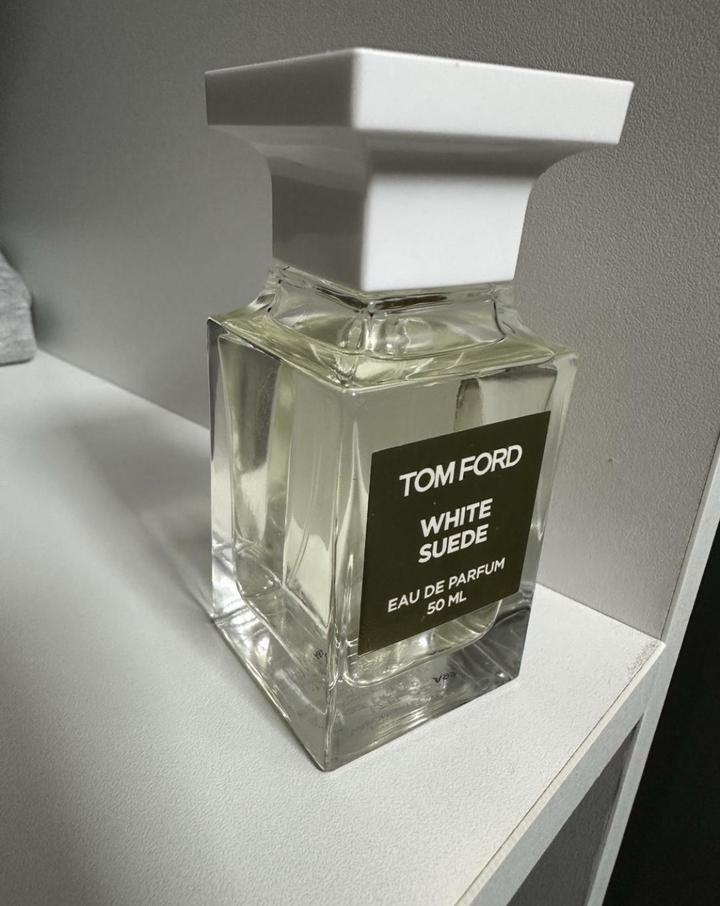 TOM FORD
WHITE
SUEDE
EAU DE PARFUM
50 ML